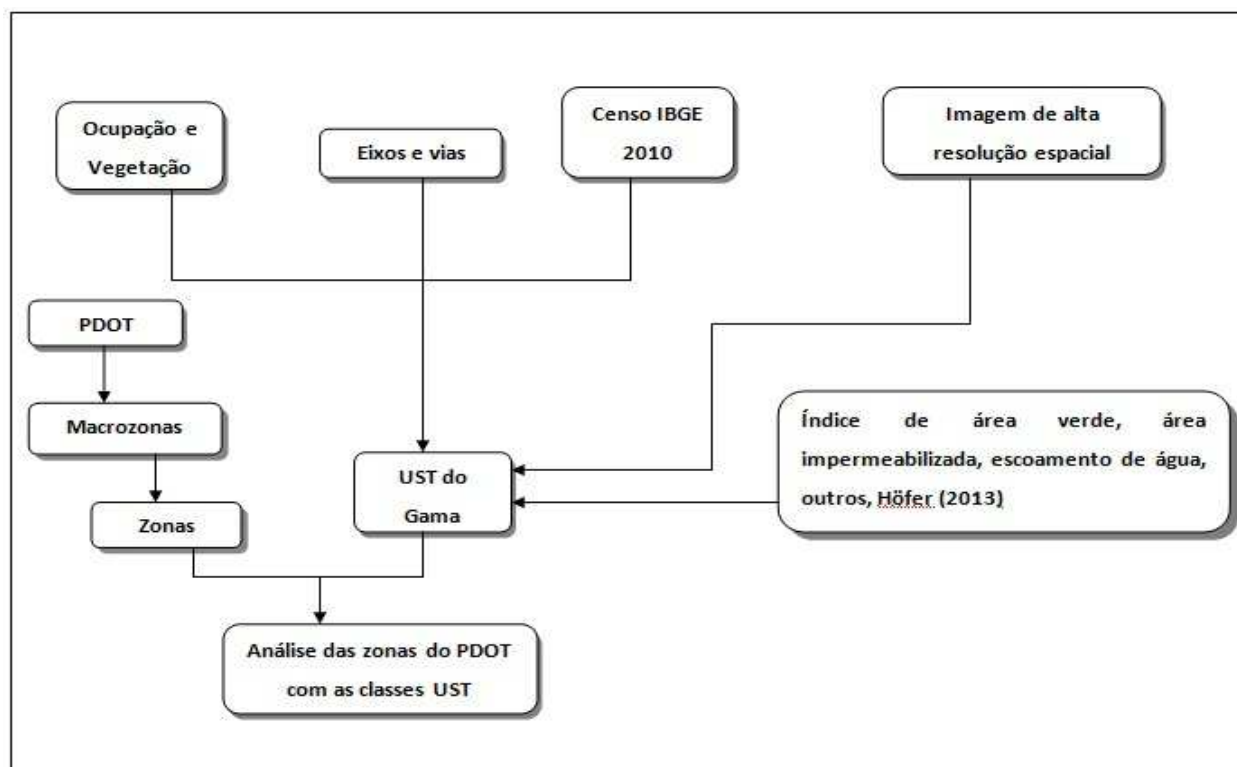 Ocupação e
Vegetação
Eixos e vias
Censo IBGE
2010
Imagem de alta
resolução espacial
PDOT
Macrozonas
Zonas
UST do
Gama
Índice de área verde, área
impermeabilizada, escoamento de água,
outros, Höfer (2013)
Análise das zonas do PDOT
com as classes UST